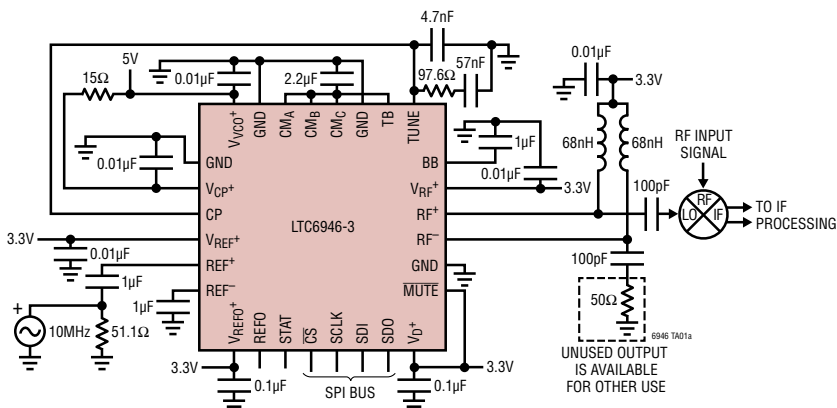 4.7nF
5V
0.01µF
2.2µF
57nF
0.01µF
15Ω
97.6Ω
3.3V
V_VCO+
GND
CM_A
CM_B
CM_C
GND
TB
TUNE
68nH
68nH
RF INPUT
SIGNAL
0.01µF
GND
BB
1µF
0.01µF
V_CP+
V_RF+
3.3V
100pF
RF
LO
IF
TO IF
PROCESSING
CP
LTC6946-3
RF+
3.3V
V_REF+
RF–
0.01µF
REF+
GND
100pF
1µF
1µF
REF–
MUTE
50Ω
+
10MHz
51.1Ω
V_REFO+
REFO
STAT
CS
SCLK
SDI
SDO
V_D+
6946 TA01a
3.3V
3.3V
UNUSED OUTPUT
IS AVAILABLE
FOR OTHER USE
0.1µF
SPI BUS
0.1µF